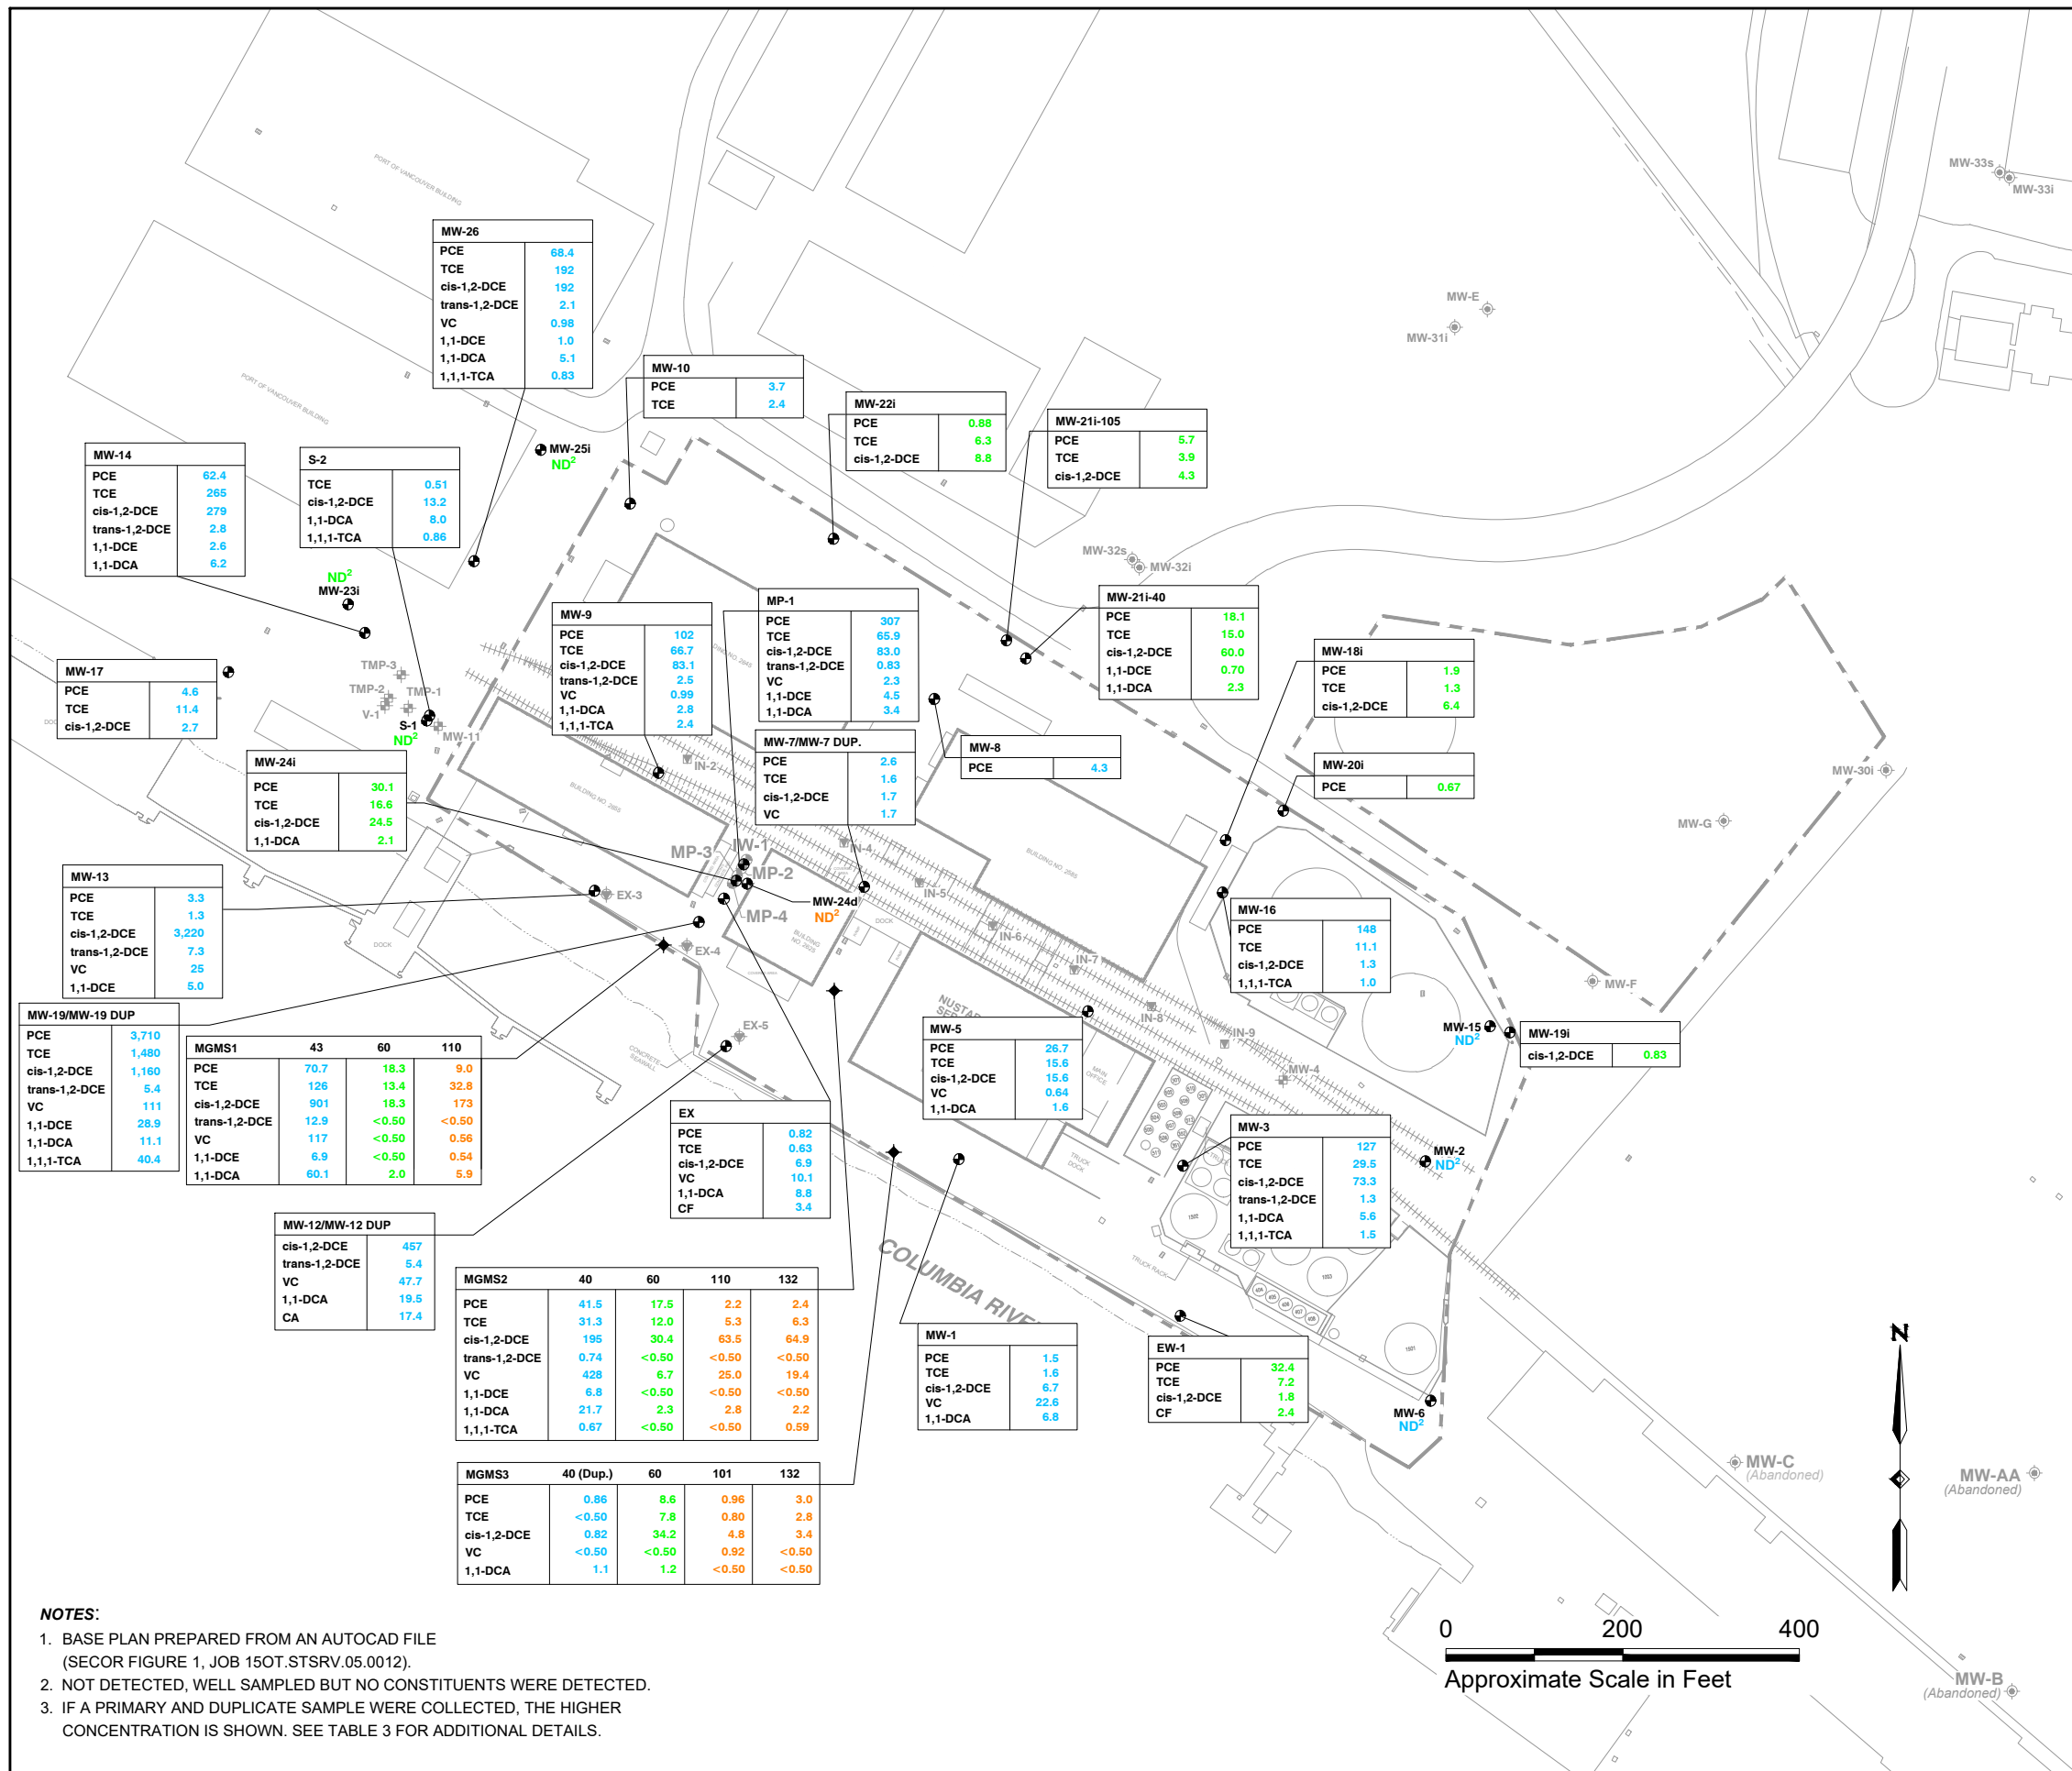 PORT OF VANCOUVER BUILDING
PORT OF VANCOUVER BUILDING
MW-33s
MW-33i
MW-E
MW-31i
MW-26
PCE 68.4
TCE 192
cis-1,2-DCE 192
trans-1,2-DCE 2.1
VC 0.98
1,1-DCE 1.0
1,1-DCA 5.1
1,1,1-TCA 0.83
MW-10
PCE 3.7
TCE 2.4
MW-22i
PCE 0.88
TCE 6.3
cis-1,2-DCE 8.8
MW-21i-105
PCE 5.7
TCE 3.9
cis-1,2-DCE 4.3
MW-14
PCE 62.4
TCE 265
cis-1,2-DCE 279
trans-1,2-DCE 2.8
1,1-DCE 2.6
1,1-DCA 6.2
S-2
TCE 0.51
cis-1,2-DCE 13.2
1,1-DCA 8.0
1,1,1-TCA 0.86
MW-25i
ND2
ND2
MW-23i
MW-32s
MW-32i
MW-9
PCE 102
TCE 66.7
cis-1,2-DCE 83.1
trans-1,2-DCE 2.5
VC 0.99
1,1-DCA 2.8
1,1,1-TCA 2.4
MP-1
PCE 307
TCE 65.9
cis-1,2-DCE 83.0
trans-1,2-DCE 0.83
VC 2.3
1,1-DCE 4.5
1,1-DCA 3.4
MW-21i-40
PCE 18.1
TCE 15.0
cis-1,2-DCE 60.0
1,1-DCE 0.70
1,1-DCA 2.3
MW-18i
PCE 1.9
TCE 1.3
cis-1,2-DCE 6.4
MW-17
PCE 4.6
TCE 11.4
cis-1,2-DCE 2.7
TMP-3
TMP-2
TMP-1
V-1
S-1
ND2
MW-11
MW-24i
PCE 30.1
TCE 16.6
cis-1,2-DCE 24.5
1,1-DCA 2.1
MW-7/MW-7 DUP.
PCE 2.6
TCE 1.6
cis-1,2-DCE 1.7
VC 1.7
MW-8
PCE 4.3
MW-20i
PCE 0.67
MW-30i
MW-G
MW-F
IN-2
IN-4
IN-5
IN-6
IN-7
IN-8
IN-9
BUILDING NO. 2655
BUILDING NO. 2665
BUILDING NO. 2625
MP-3
IW-1
MP-2
MP-4
MW-24d
ND2
DOCK
DOCK
EX-3
EX-4
EX-5
MW-13
PCE 3.3
TCE 1.3
cis-1,2-DCE 3,220
trans-1,2-DCE 7.3
VC 25
1,1-DCE 5.0
MW-16
PCE 148
TCE 11.1
cis-1,2-DCE 1.3
1,1,1-TCA 1.0
MW-19/MW-19 DUP
PCE 3,710
TCE 1,480
cis-1,2-DCE 1,160
trans-1,2-DCE 5.4
VC 111
1,1-DCE 28.9
1,1-DCA 11.1
1,1,1-TCA 40.4
MGMS1 43 60 110
PCE 70.7 18.3 9.0
TCE 126 13.4 32.8
cis-1,2-DCE 901 18.3 173
trans-1,2-DCE 12.9 <0.50 <0.50
VC 117 <0.50 0.56
1,1-DCE 6.9 <0.50 0.54
1,1-DCA 60.1 2.0 5.9
CONCRETE SEAWALL
MW-5
PCE 26.7
TCE 15.6
cis-1,2-DCE 15.6
VC 0.64
1,1-DCA 1.6
MAIN OFFICE
MW-4
MW-15
ND2
MW-19i
cis-1,2-DCE 0.83
EX
PCE 0.82
TCE 0.63
cis-1,2-DCE 6.9
VC 10.1
1,1-DCA 8.8
CF 3.4
TRUCK DOCK
MW-3
PCE 127
TCE 29.5
cis-1,2-DCE 73.3
trans-1,2-DCE 1.3
1,1-DCA 5.6
1,1,1-TCA 1.5
MW-2
ND2
MW-12/MW-12 DUP
cis-1,2-DCE 457
trans-1,2-DCE 5.4
VC 47.7
1,1-DCA 19.5
CA 17.4
TRUCK RACK
COLUMBIA RIVER
MGMS2 40 60 110 132
PCE 41.5 17.5 2.2 2.4
TCE 31.3 12.0 5.3 6.3
cis-1,2-DCE 195 30.4 63.5 64.9
trans-1,2-DCE 0.74 <0.50 <0.50 <0.50
VC 428 6.7 25.0 19.4
1,1-DCE 6.8 <0.50 <0.50 <0.50
1,1-DCA 21.7 2.3 2.8 2.2
1,1,1-TCA 0.67 <0.50 <0.50 0.59
MW-1
PCE 1.5
TCE 1.6
cis-1,2-DCE 6.7
VC 22.6
1,1-DCA 6.8
EW-1
PCE 32.4
TCE 7.2
cis-1,2-DCE 1.8
CF 2.4
MW-6
ND2
N
MGMS3 40 (Dup.) 60 101 132
PCE 0.86 8.6 0.96 3.0
TCE <0.50 7.8 0.80 2.8
cis-1,2-DCE 0.82 34.2 4.8 3.4
VC <0.50 <0.50 0.92 <0.50
1,1-DCA 1.1 1.2 <0.50 <0.50
MW-C
(Abandoned)
MW-AA
(Abandoned)
MW-B
(Abandoned)
NOTES:
1. BASE PLAN PREPARED FROM AN AUTOCAD FILE
(SECOR FIGURE 1, JOB 15OT.STSRV.05.0012).
2. NOT DETECTED, WELL SAMPLED BUT NO CONSTITUENTS WERE DETECTED.
3. IF A PRIMARY AND DUPLICATE SAMPLE WERE COLLECTED, THE HIGHER
CONCENTRATION IS SHOWN. SEE TABLE 3 FOR ADDITIONAL DETAILS.
0 200 400
Approximate Scale in Feet